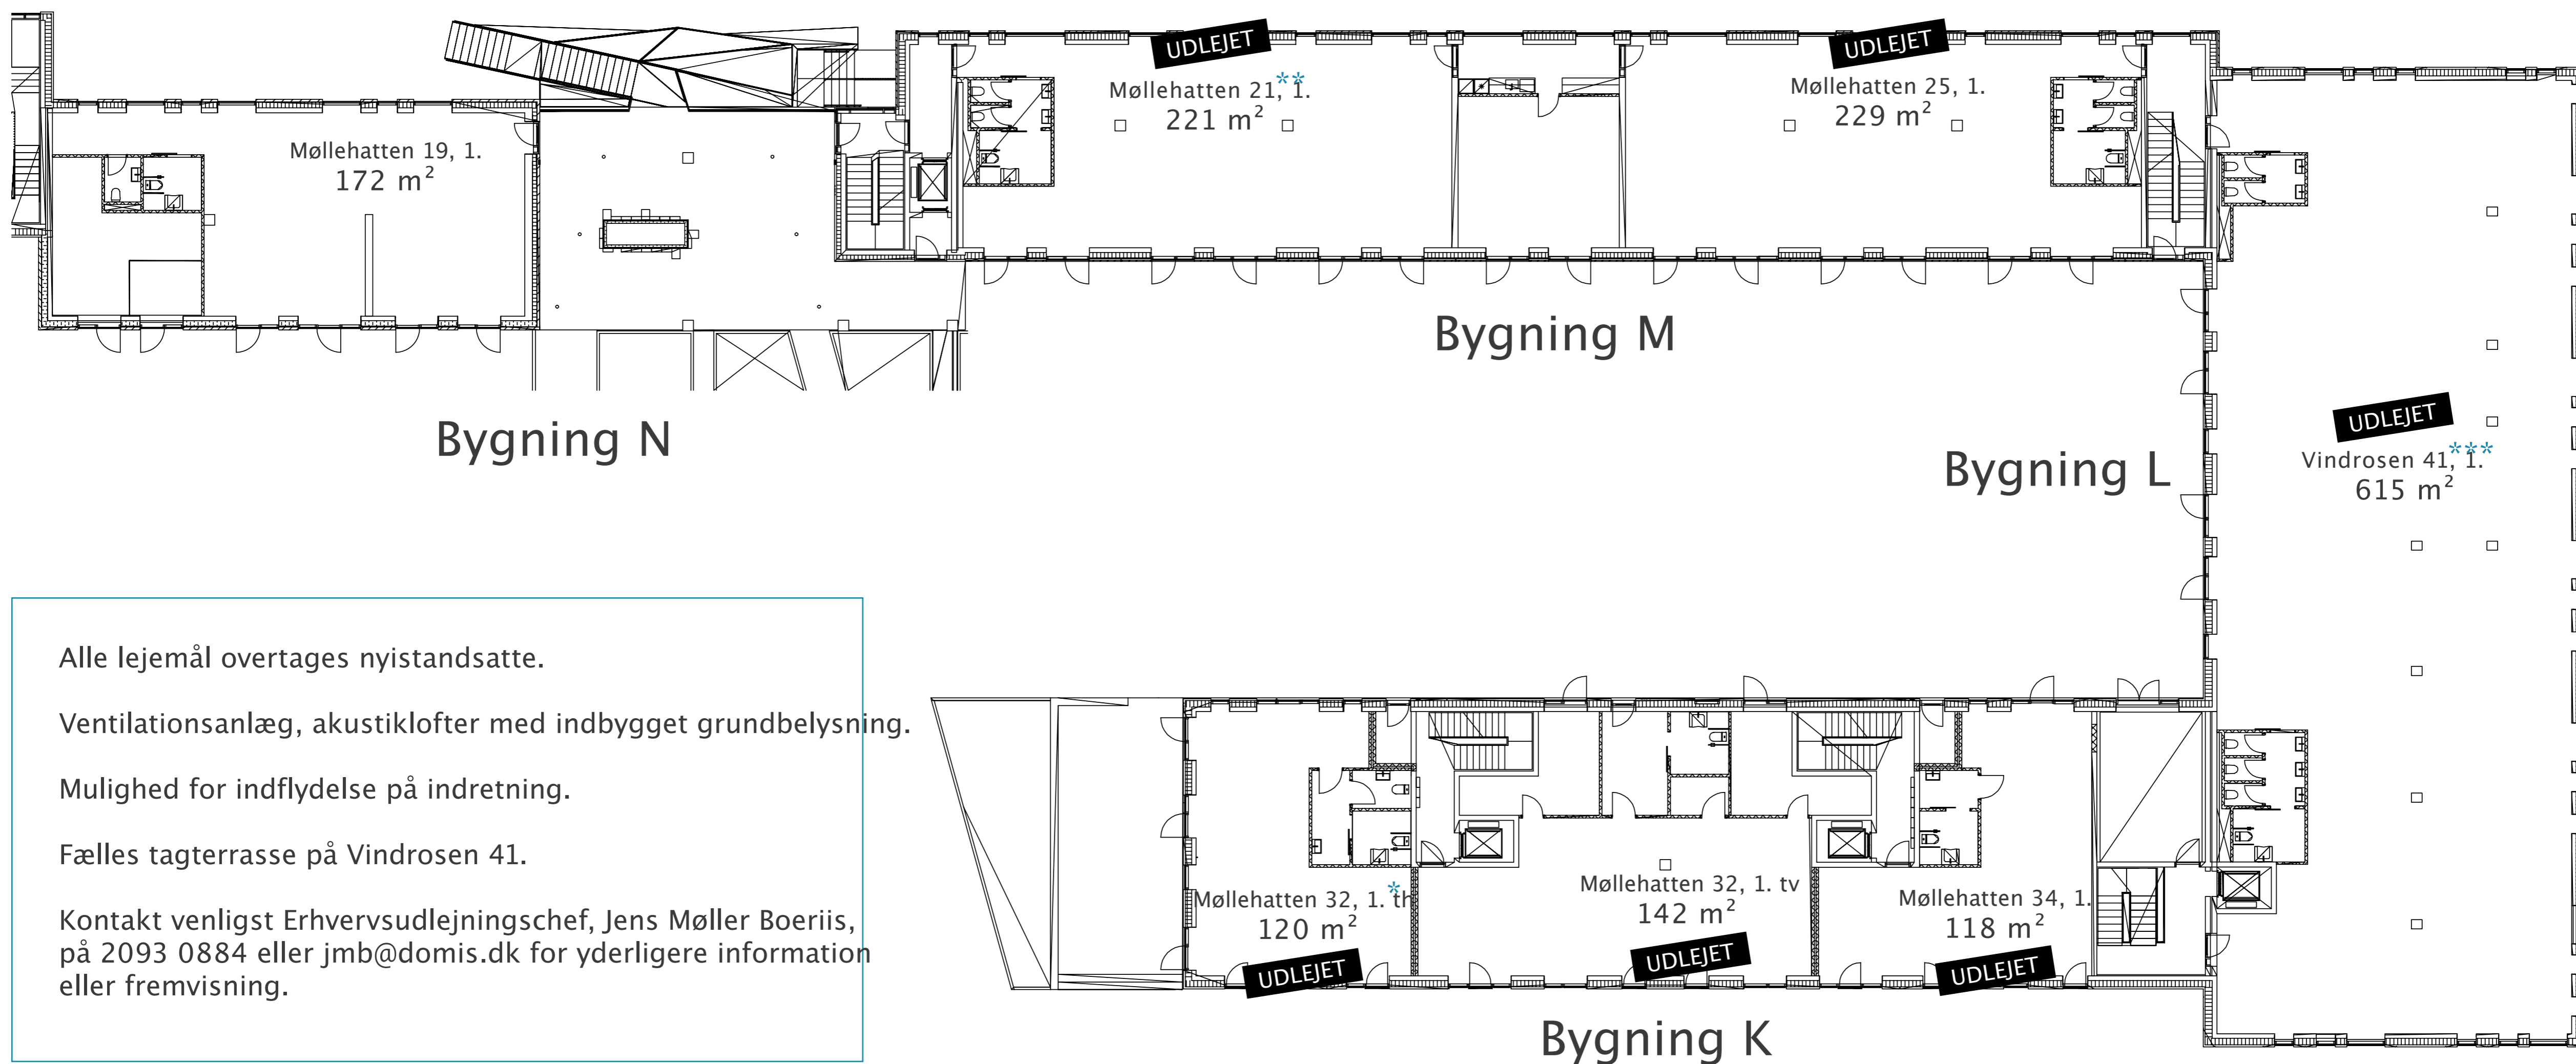 UDLEJET
Møllehatten 21, 1.**
221 m²
UDLEJET
Møllehatten 25, 1.
229 m²
Møllehatten 19, 1.
172 m²
Bygning M
Bygning N
Bygning L
UDLEJET
Vindrosen 41, 1.***
615 m²
Alle lejemål overtages nyistandsatte.
Ventilationsanlæg, akustiklofter med indbygget grundbelysning.
Mulighed for indflydelse på indretning.
Fælles tagterrasse på Vindrosen 41.
Kontakt venligst Erhvervsudlejningschef, Jens Møller Boeriis,
på 2093 0884 eller jmb@domis.dk for yderligere information
eller fremvisning.
Møllehatten 32, 1. th*
120 m²
UDLEJET
Møllehatten 32, 1. tv
142 m²
UDLEJET
Møllehatten 34, 1.
118 m²
UDLEJET
Bygning K